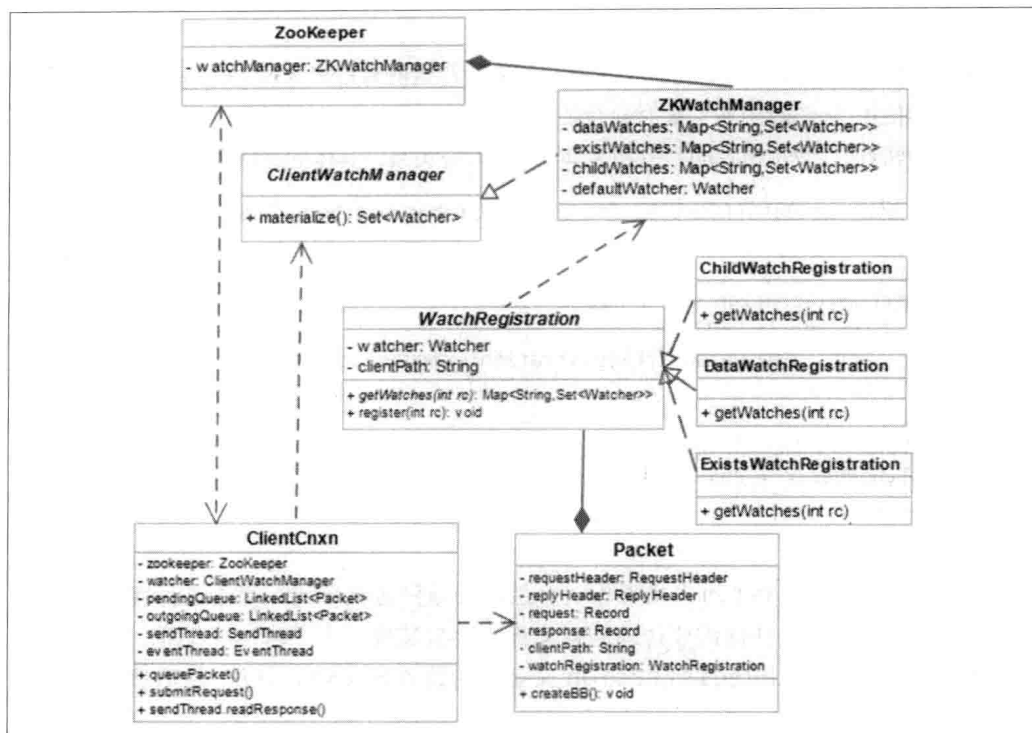 ZooKeeper
- watchManager: ZKWatchManager
ZKWatchManager
- dataWatches: Map<String,Set<Watcher>>
- existWatches: Map<String,Set<Watcher>>
- childWatches: Map<String,Set<Watcher>>
- defaultWatcher: Watcher
ClientWatchManager
+ materialize(): Set<Watcher>
ChildWatchRegistration
+ getWatches(int rc)
WatchRegistration
- watcher: Watcher
- clientPath: String
+ getWatches(int rc): Map<String,Set<Watcher>>
+ register(int rc): void
DataWatchRegistration
+ getWatches(int rc)
ExistsWatchRegistration
+ getWatches(int rc)
ClientCnxn
- zookeeper: ZooKeeper
- watcher: ClientWatchManager
- pendingQueue: LinkedList<Packet>
- outgoingQueue: LinkedList<Packet>
- sendThread: SendThread
- eventThread: EventThread
+ queuePacket()
+ submitRequest()
+ sendThread.readResponse()
Packet
- requestHeader: RequestHeader
- replyHeader: ReplyHeader
- request: Record
- response: Record
- clientPath: String
- watchRegistration: WatchRegistration
+ createBB(): void